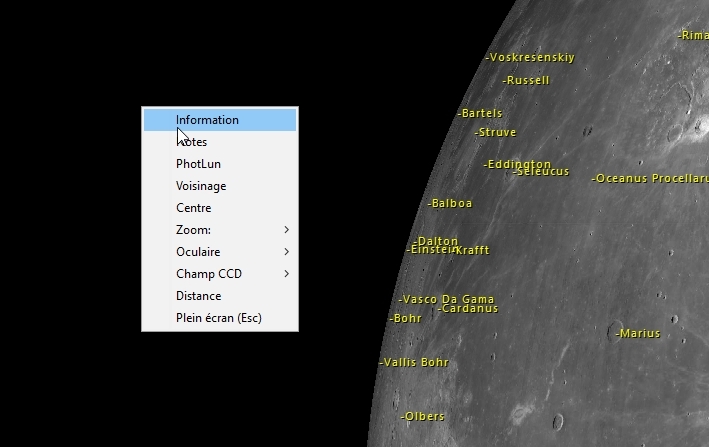 Information
Notes
PhotLun
Voisinage
Centre
Zoom:
Oculaire
Champ CCD
Distance
Plein écran (Esc)
-Rima
-Voskresenskiy
-Russell
-Bartels
-Struve
-Eddington
-Seleucus
-Oceanus Procellaru
-Balboa
-Dalton
-Einstein
-Krafft
-Vasco Da Gama
-Cardanus
-Bohr
-Marius
-Vallis Bohr
-Olbers